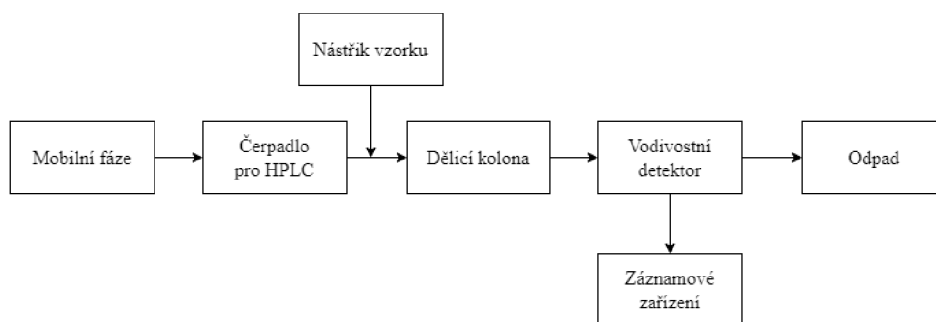 Nástřik vzorku
Mobilní fáze
Čerpadlo
pro HPLC
Dělicí kolona
Vodivostní
detektor
Odpad
Záznamové
zařízení